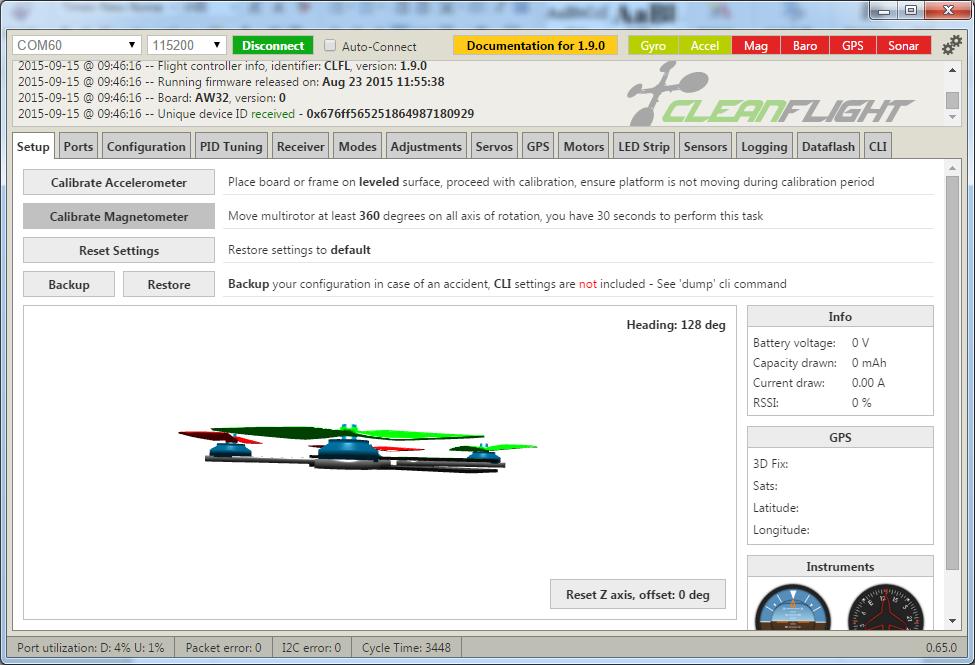 COM60 115200 Disconnect Auto-Connect Documentation for 1.9.0 Gyro Accel Mag Baro GPS Sonar
2015-09-15 @ 09:46:16 -- Flight controller info, identifier: CLFL, version: 1.9.0
2015-09-15 @ 09:46:16 -- Running firmware released on: Aug 23 2015 11:55:38
2015-09-15 @ 09:46:16 -- Board: AW32, version: 0
2015-09-15 @ 09:46:16 -- Unique device ID received - 0x676ff565251864987180929
CLEANFLIGHT
Setup Ports Configuration PID Tuning Receiver Modes Adjustments Servos GPS Motors LED Strip Sensors Logging Dataflash CLI
Calibrate Accelerometer Place board or frame on leveled surface, proceed with calibration, ensure platform is not moving during calibration period
Calibrate Magnetometer Move multirotor at least 360 degrees on all axis of rotation, you have 30 seconds to perform this task
Reset Settings Restore settings to default
Backup Restore Backup your configuration in case of an accident, CLI settings are not included - See 'dump' cli command
Heading: 128 deg
Reset Z axis, offset: 0 deg
Info
Battery voltage: 0 V
Capacity drawn: 0 mAh
Current draw: 0.00 A
RSSI: 0 %
GPS
3D Fix:
Sats:
Latitude:
Longitude:
Instruments
Port utilization: D: 4% U: 1% Packet error: 0 I2C error: 0 Cycle Time: 3448 0.65.0